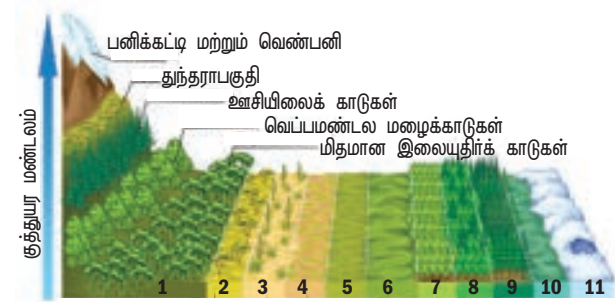 பனிக்கட்டி மற்றும் வெண்பனி
துந்தராபகுதி
ஊசியிலைக் காடுகள்
வெப்பமண்டல மழைக்காடுகள்
மிதமான இலையுதிர்க் காடுகள்
குத்துயர மண்டலம்
1 2 3 4 5 6 7 8 9 10 11